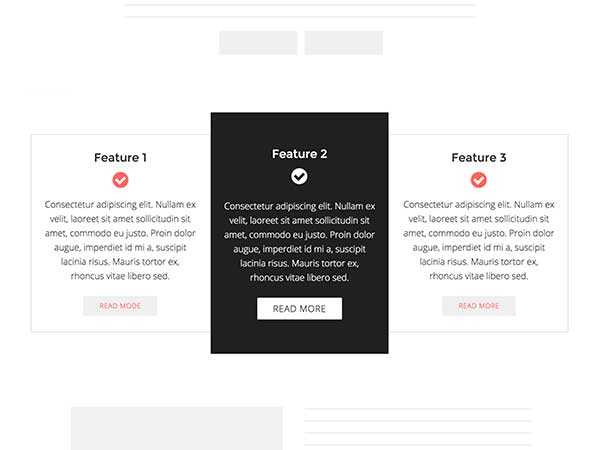 Feature 1
Consectetur adipiscing elit. Nullam ex
velit, laoreet sit amet sollicitudin sit
amet, commodo eu justo. Proin dolor
augue, imperdiet id mi a, suscipit
lacinia risus. Mauris tortor ex,
rhoncus vitae libero sed.
READ MODE
Feature 2
Consectetur adipiscing elit. Nullam ex
velit, laoreet sit amet sollicitudin sit
amet, commodo eu justo. Proin dolor
augue, imperdiet id mi a, suscipit
lacinia risus. Mauris tortor ex,
rhoncus vitae libero sed.
READ MORE
Feature 3
Consectetur adipiscing elit. Nullam ex
velit, laoreet sit amet sollicitudin sit
amet, commodo eu justo. Proin dolor
augue, imperdiet id mi a, suscipit
lacinia risus. Mauris tortor ex,
rhoncus vitae libero sed.
READ MORE